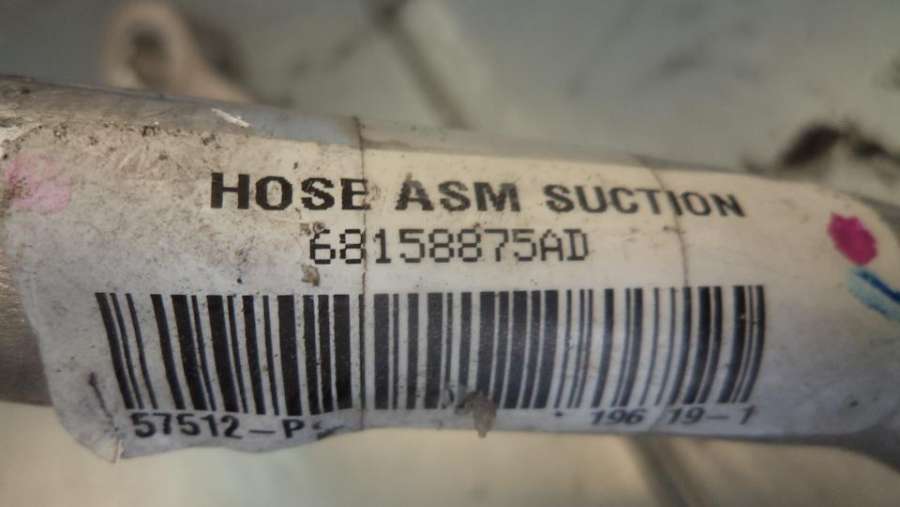 HOSE ASM SUCTION
68158875AD
57512-P
196 19-1